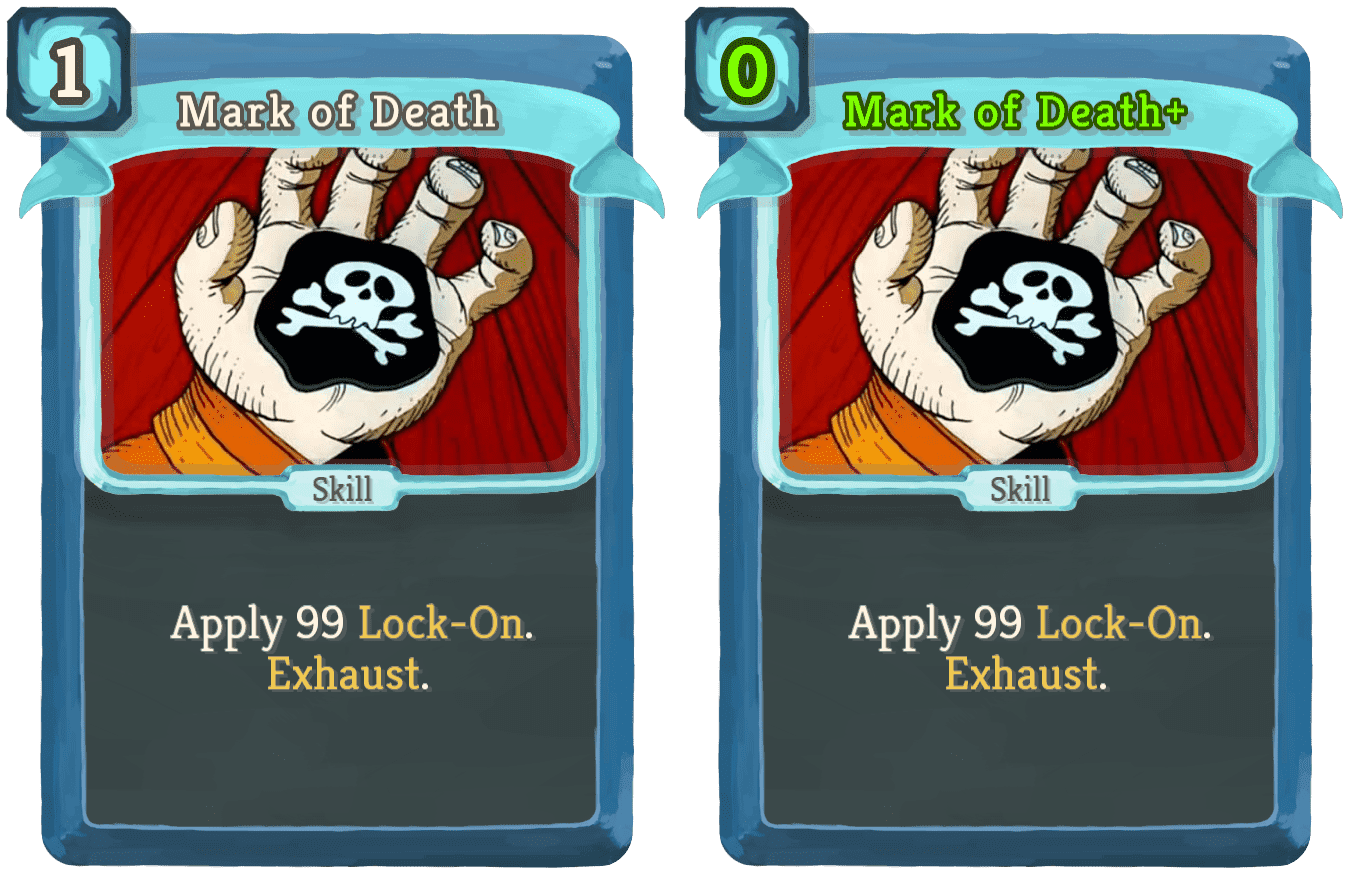 1
Mark of Death
Skill
Apply 99 Lock-On.
Exhaust.
0
Mark of Death+
Skill
Apply 99 Lock-On.
Exhaust.